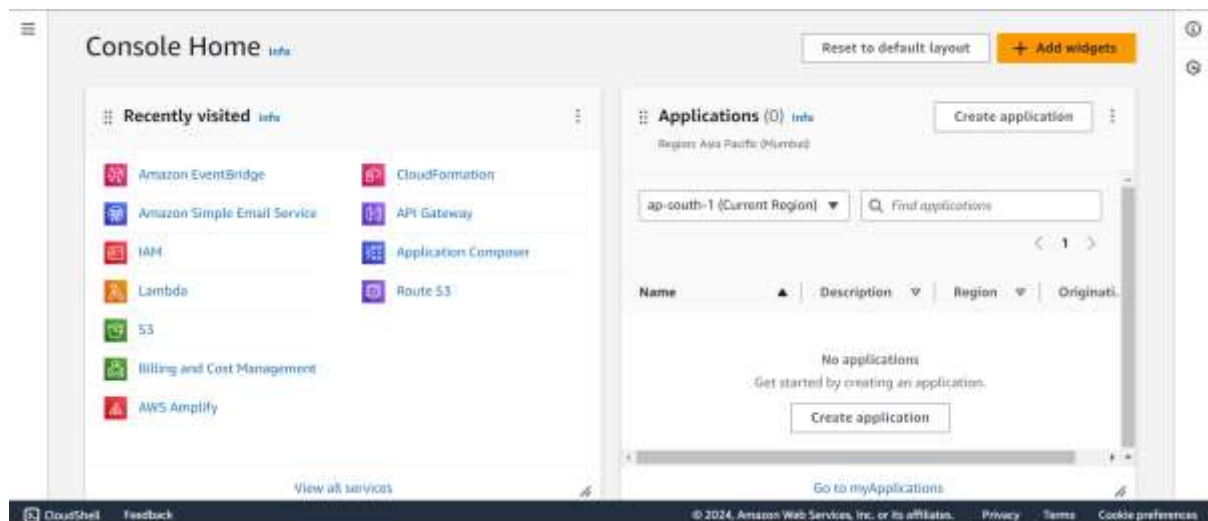 Console Home Info
Reset to default layout
+ Add widgets
Recently visited Info
Amazon EventBridge
Amazon Simple Email Service
IAM
Lambda
S3
Billing and Cost Management
AWS Amplify
CloudFormation
API Gateway
Application Composer
Route 53
View all services
Applications (0) Info
Create application
Region: Asia Pacific (Mumbai)
ap-south-1 (Current Region)
Find applications
1
Name
Description
Region
Originati.
No applications
Get started by creating an application.
Create application
Go to myApplications
CloudShell Feedback
© 2024, Amazon Web Services, Inc. or its affiliates. Privacy Terms Cookie preferences